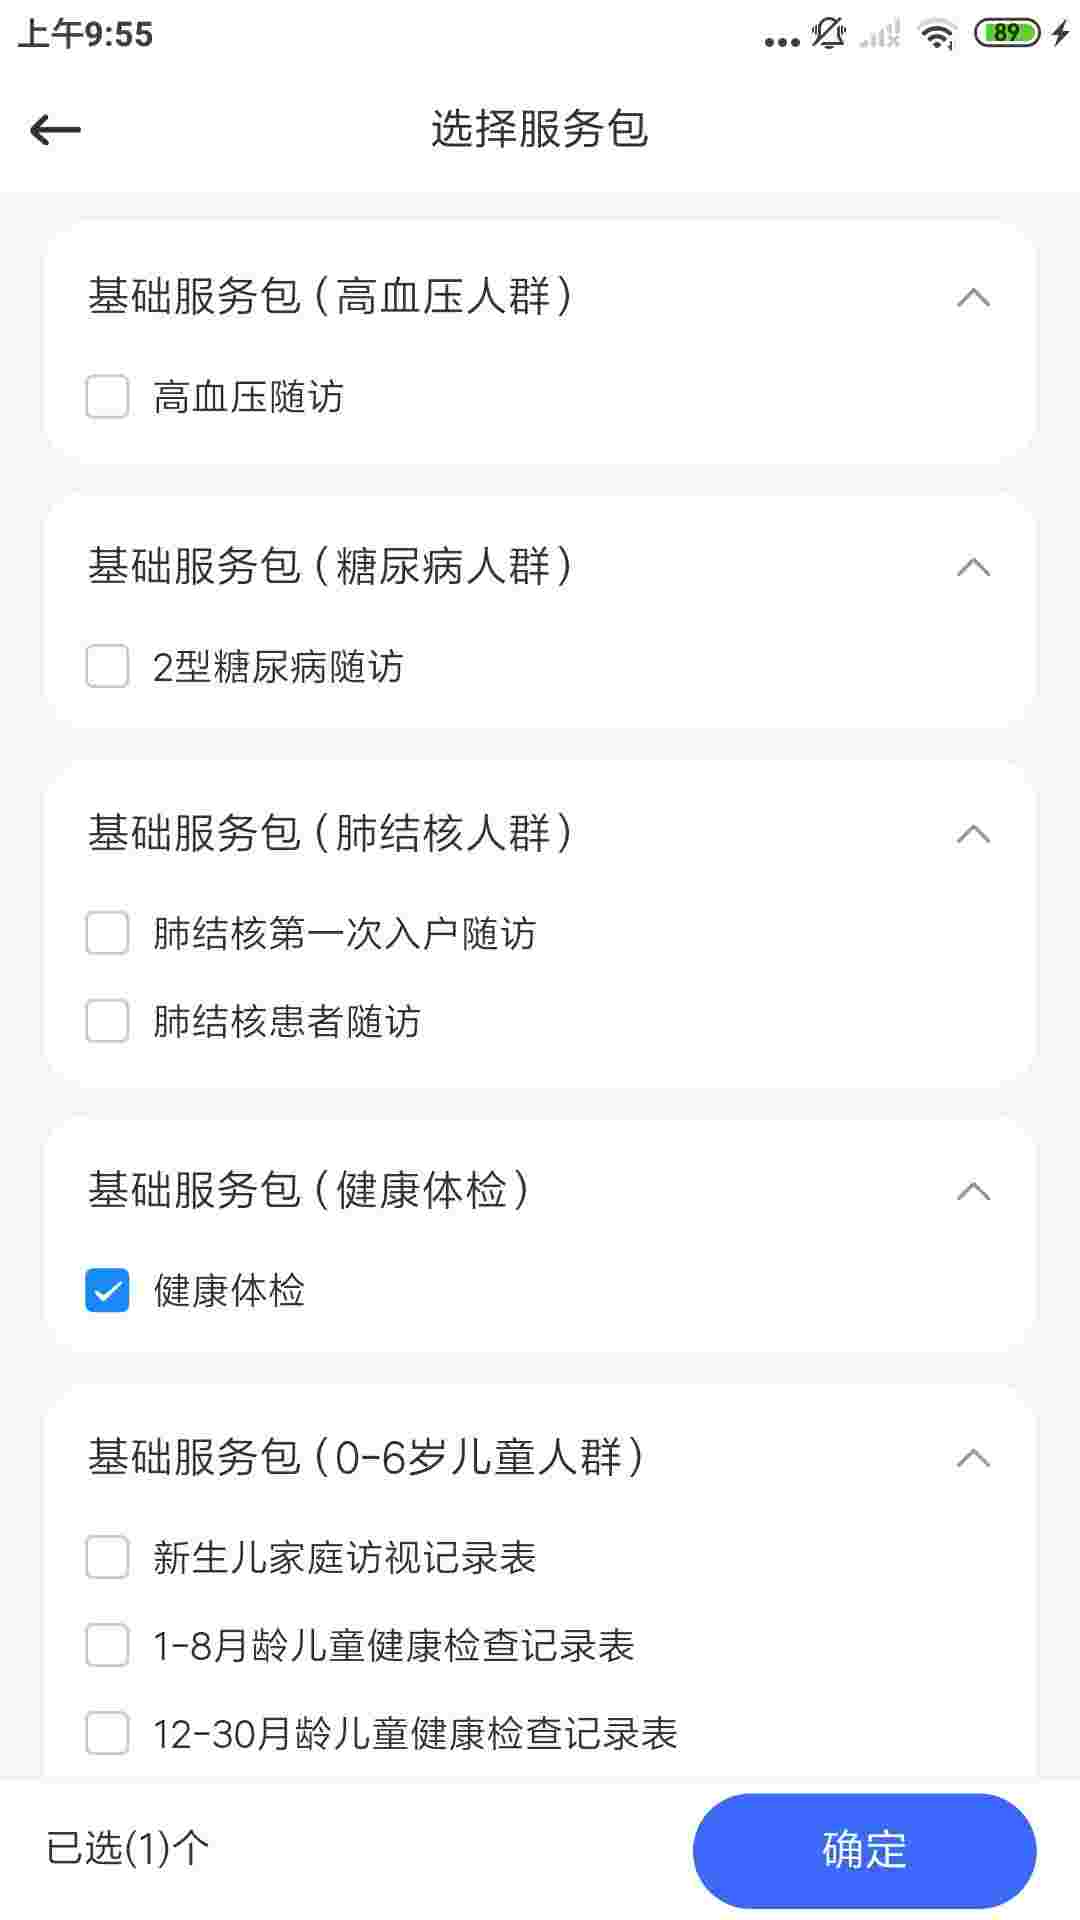 上午9:55
89
选择服务包
基础服务包（高血压人群）
高血压随访
基础服务包（糖尿病人群）
2型糖尿病随访
基础服务包（肺结核人群）
肺结核第一次入户随访
肺结核患者随访
基础服务包（健康体检）
健康体检
基础服务包（0-6岁儿童人群）
新生儿家庭访视记录表
1-8月龄儿童健康检查记录表
12-30月龄儿童健康检查记录表
已选(1)个
确定